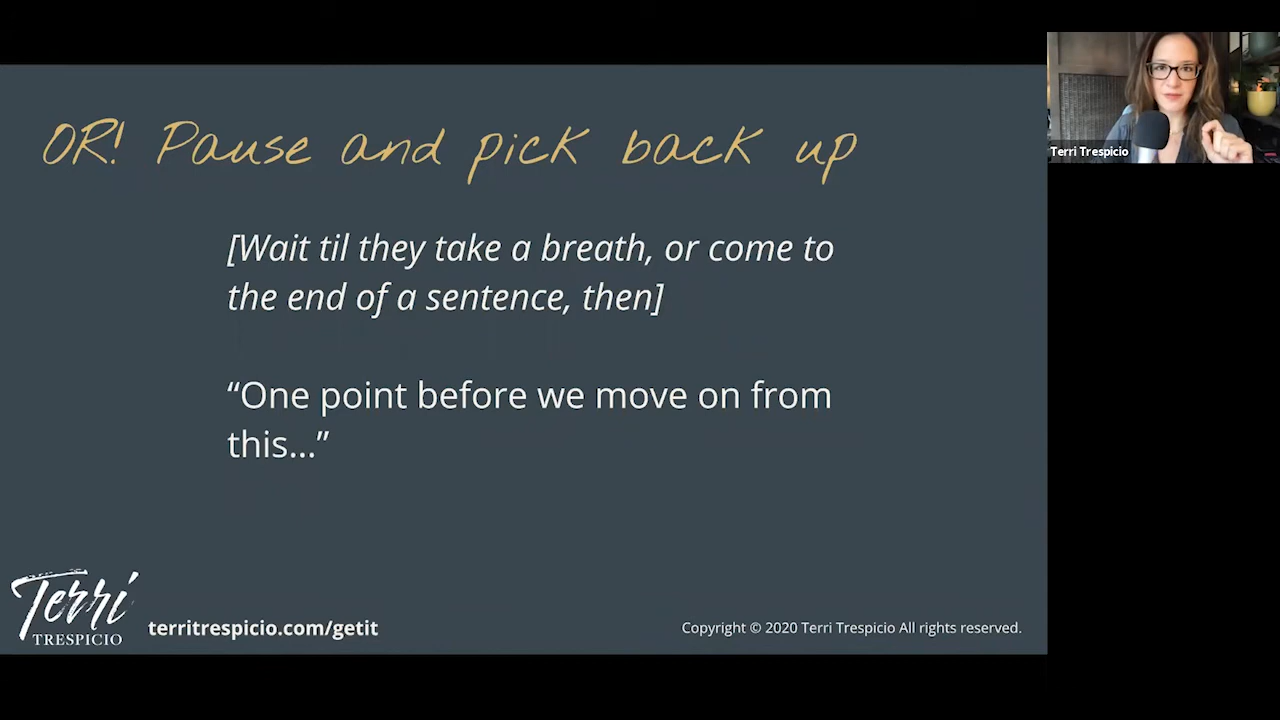 OR! Pause and pick back up
[Wait til they take a breath, or come to
the end of a sentence, then]
“One point before we move on from
this...”
Terri
TRESPICIO
territrespicio.com/getit
Copyright © 2020 Terri Trespicio All rights reserved.
Terri Trespicio